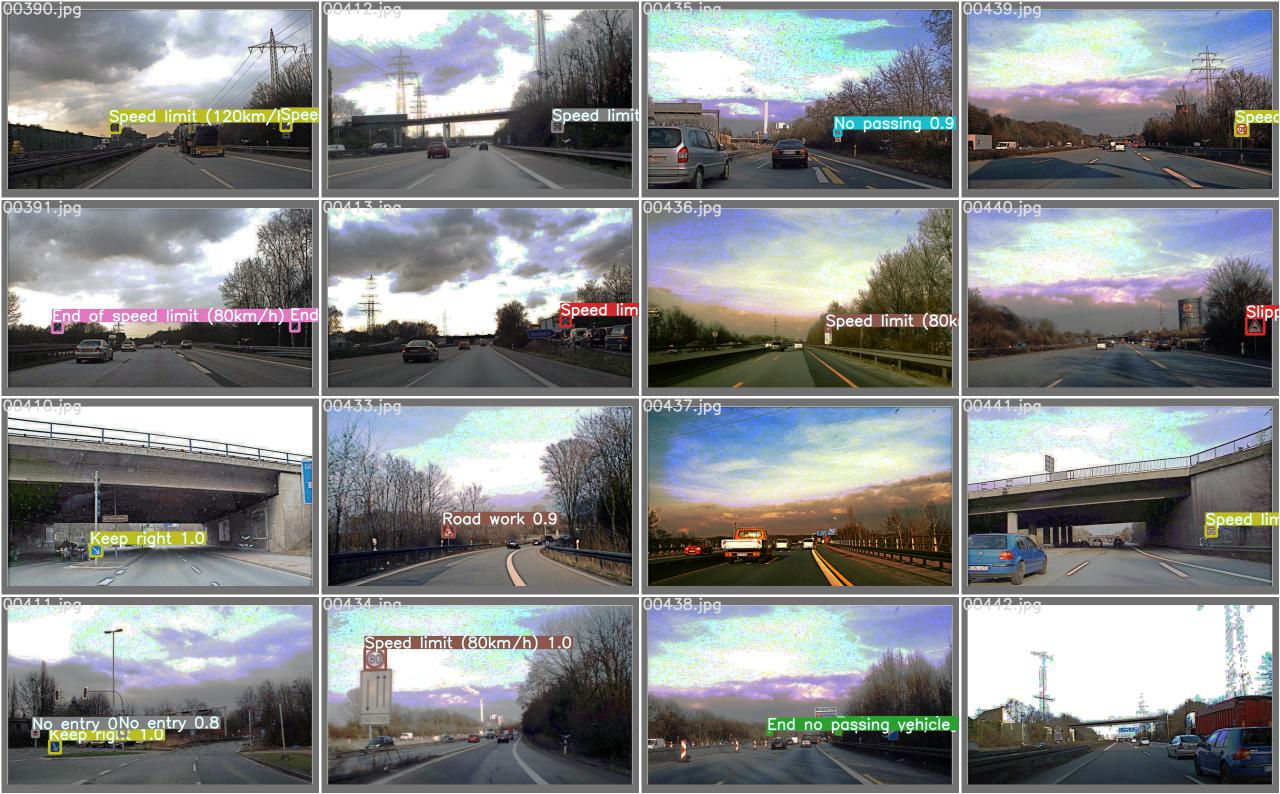 00390.jpg
Speed limit (120km/
Spee
00412.jpg
Speed limit
00435.jpg
No passing 0.9
00439.jpg
Speed
00391.jpg
End of speed limit (80km/h)
End
00413.jpg
Speed lim
00436.jpg
Speed limit (80k
00440.jpg
Slipp
00410.jpg
Keep right 1.0
00433.jpg
Road work 0.9
00437.jpg
00441.jpg
Speed lim
00411.jpg
No entry 0
No entry 0.8
Keep right 1.0
00434.jpg
Speed limit (80km/h) 1.0
80
00438.jpg
End no passing vehicle
00442.jpg